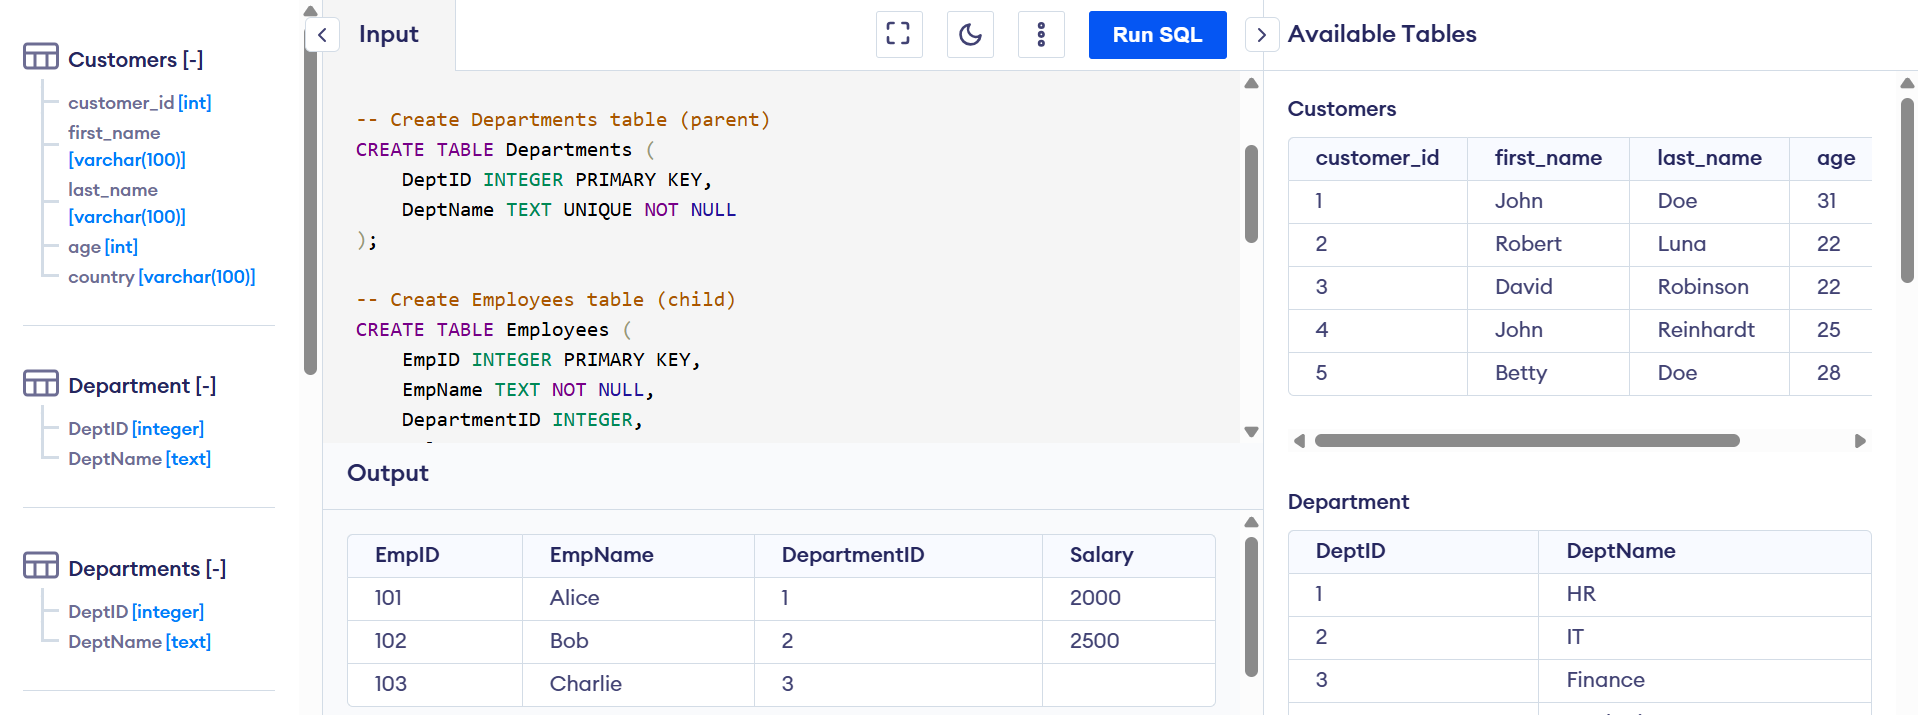 Customers [-]
customer_id [int]
first_name
[varchar(100)]
last_name
[varchar(100)]
age [int]
country [varchar(100)]
Department [-]
DeptID [integer]
DeptName [text]
Departments [-]
DeptID [integer]
DeptName [text]
Input
Run SQL
-- Create Departments table (parent)
CREATE TABLE Departments (
DeptID INTEGER PRIMARY KEY,
DeptName TEXT UNIQUE NOT NULL
);
-- Create Employees table (child)
CREATE TABLE Employees (
EmpID INTEGER PRIMARY KEY,
EmpName TEXT NOT NULL,
DepartmentID INTEGER,
Output
EmpID EmpName DepartmentID Salary
101 Alice 1 2000
102 Bob 2 2500
103 Charlie 3
Available Tables
Customers
customer_id first_name last_name age
1 John Doe 31
2 Robert Luna 22
3 David Robinson 22
4 John Reinhardt 25
5 Betty Doe 28
Department
DeptID DeptName
1 HR
2 IT
3 Finance